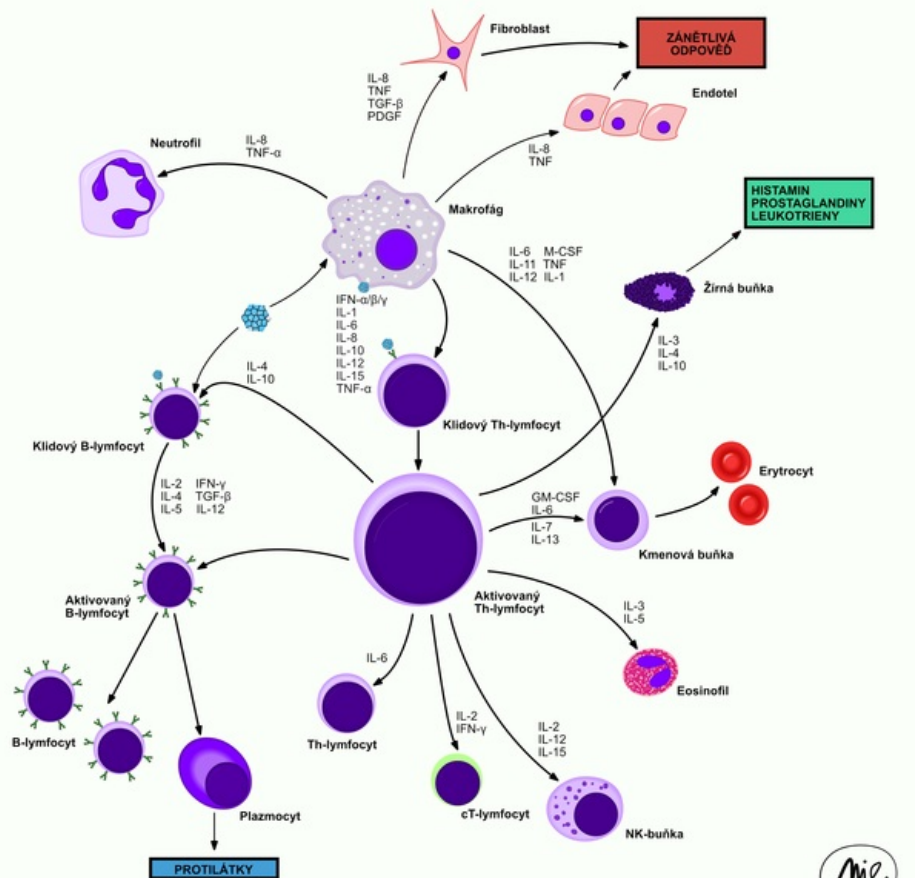 Fibroblast
ZÁNĚTLIVÁ
ODPOVĚĎ
IL-8
TNF
TGF-β
PDGF
Endotel
Neutrofil
IL-8
TNF-α
IL-8
TNF
HISTAMIN
PROSTAGLANDINY
LEUKOTRIENY
Makrofág
IL-6 M-CSF
IL-11 TNF
IL-12 IL-1
Žírná buňka
IFN-α/β/γ
IL-1
IL-6
IL-8
IL-10
IL-12
IL-15
TNF-α
IL-3
IL-4
IL-10
IL-4
IL-10
Klidový Th-lymfocyt
Klidový B-lymfocyt
Erytrocyt
IL-2 IFN-γ
IL-4 TGF-β
IL-5 IL-12
GM-CSF
IL-6
IL-7
IL-13
Kmenová buňka
Aktivovaný
B-lymfocyt
Aktivovaný
Th-lymfocyt
IL-3
IL-5
IL-6
Eosinofil
B-lymfocyt
Th-lymfocyt
IL-2
IFN-γ
IL-2
IL-12
IL-15
Plazmocyt
cT-lymfocyt
NK-buňka
PROTILÁTKY